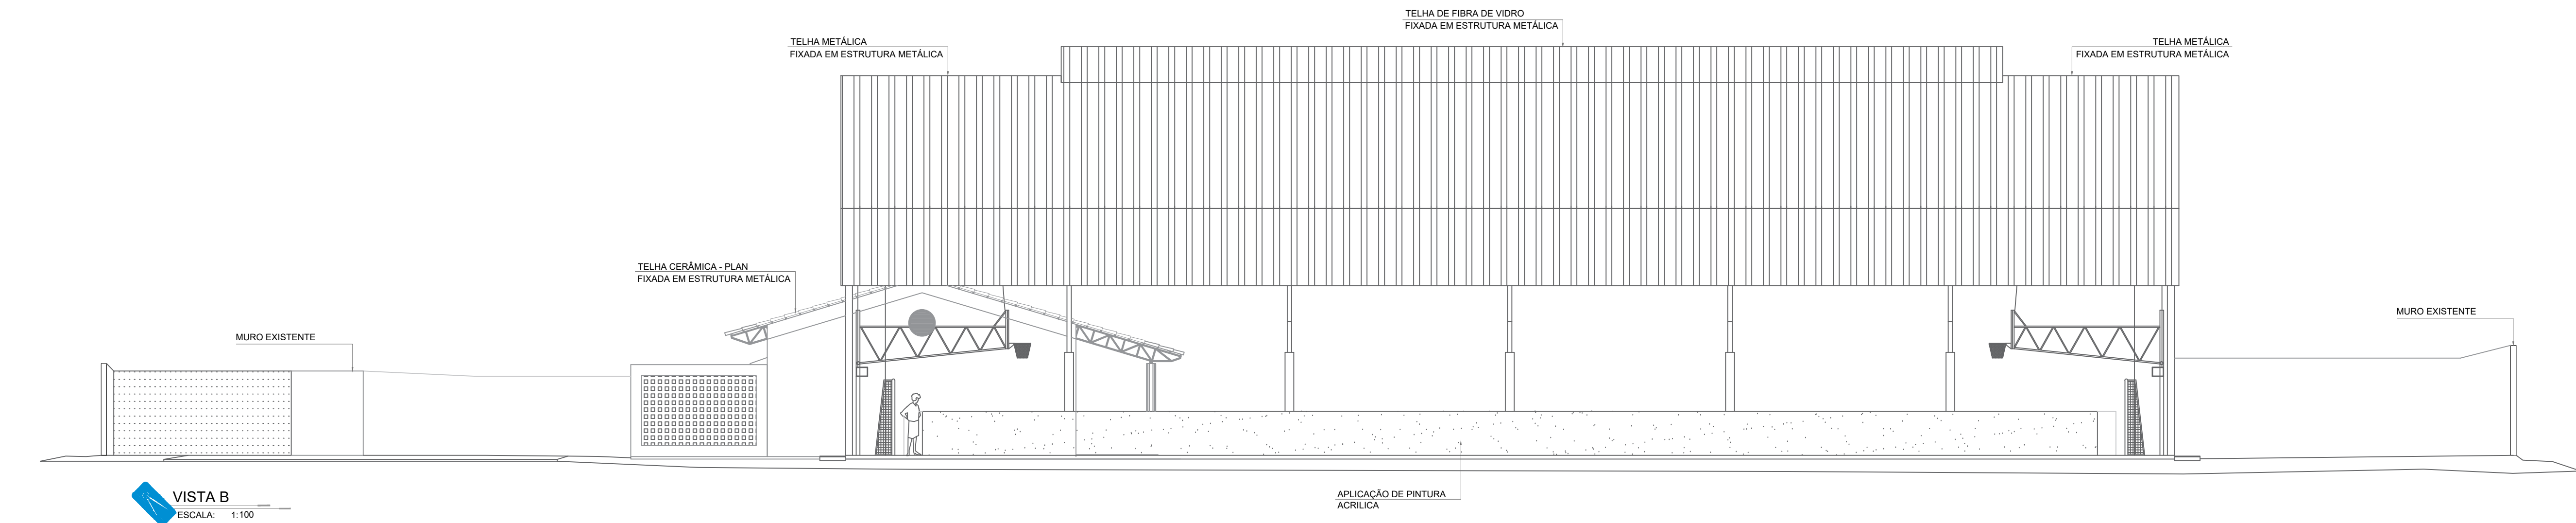 TELHA DE FIBRA DE VIDRO
FIXADA EM ESTRUTURA METÁLICA
TELHA METÁLICA
FIXADA EM ESTRUTURA METÁLICA
TELHA METÁLICA
FIXADA EM ESTRUTURA METÁLICA
TELHA CERÂMICA - PLAN
FIXADA EM ESTRUTURA METÁLICA
MURO EXISTENTE
MURO EXISTENTE
APLICAÇÃO DE PINTURA
ACRILICA
VISTA B
ESCALA: 1:100